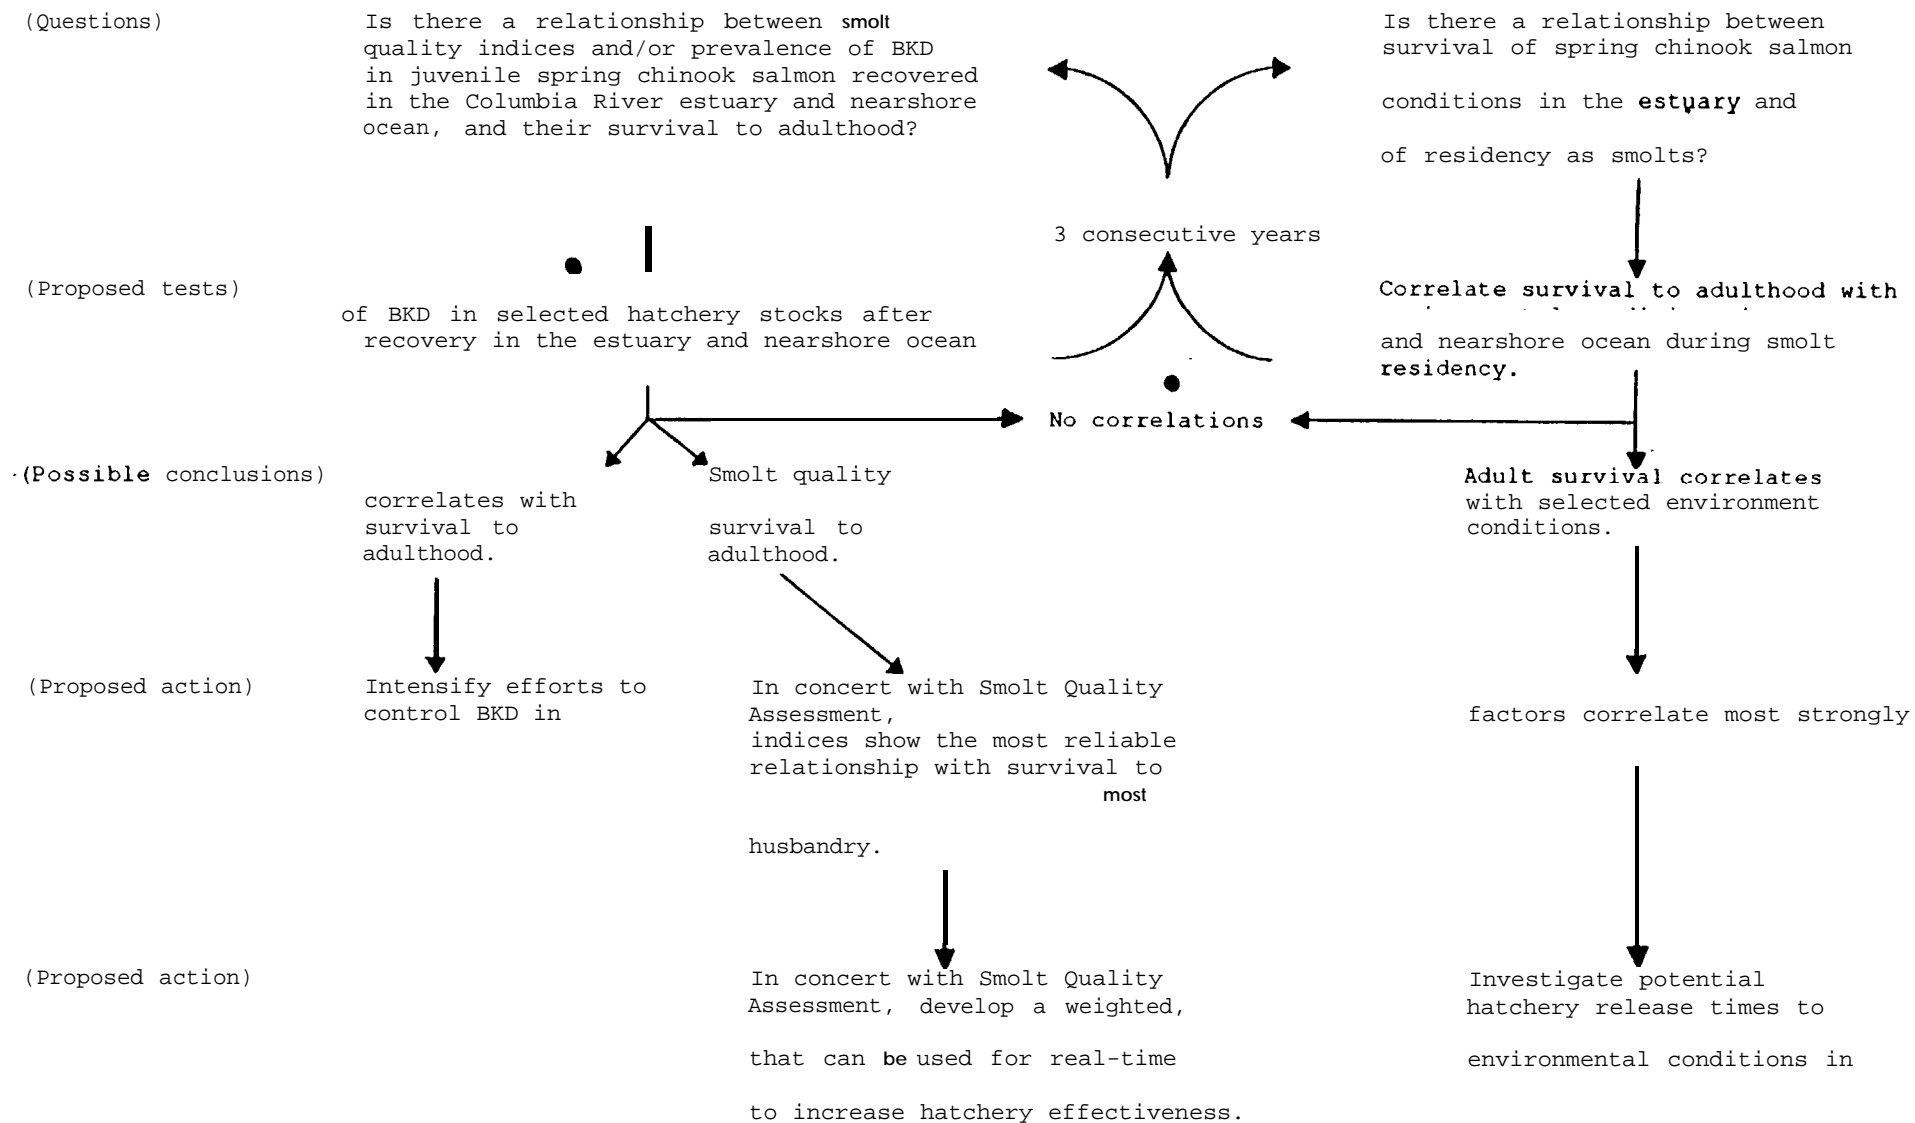 (Questions)
Is there a relationship between smolt
quality indices and/or prevalence of BKD
in juvenile spring chinook salmon recovered
in the Columbia River estuary and nearshore
ocean, and their survival to adulthood?
Is there a relationship between
survival of spring chinook salmon
conditions in the estuary and
of residency as smolts?
3 consecutive years
(Proposed tests)
of BKD in selected hatchery stocks after
recovery in the estuary and nearshore ocean
Correlate survival to adulthood with
and nearshore ocean during smolt
residency.
No correlations
(Possible conclusions)
correlates with
survival to
adulthood.
Smolt quality
survival to
adulthood.
Adult survival correlates
with selected environment
conditions.
(Proposed action)
Intensify efforts to
control BKD in
In concert with Smolt Quality
Assessment,
indices show the most reliable
relationship with survival to
most
husbandry.
factors correlate most strongly
(Proposed action)
In concert with Smolt Quality
Assessment, develop a weighted,
that can be used for real-time
to increase hatchery effectiveness.
Investigate potential
hatchery release times to
environmental conditions in